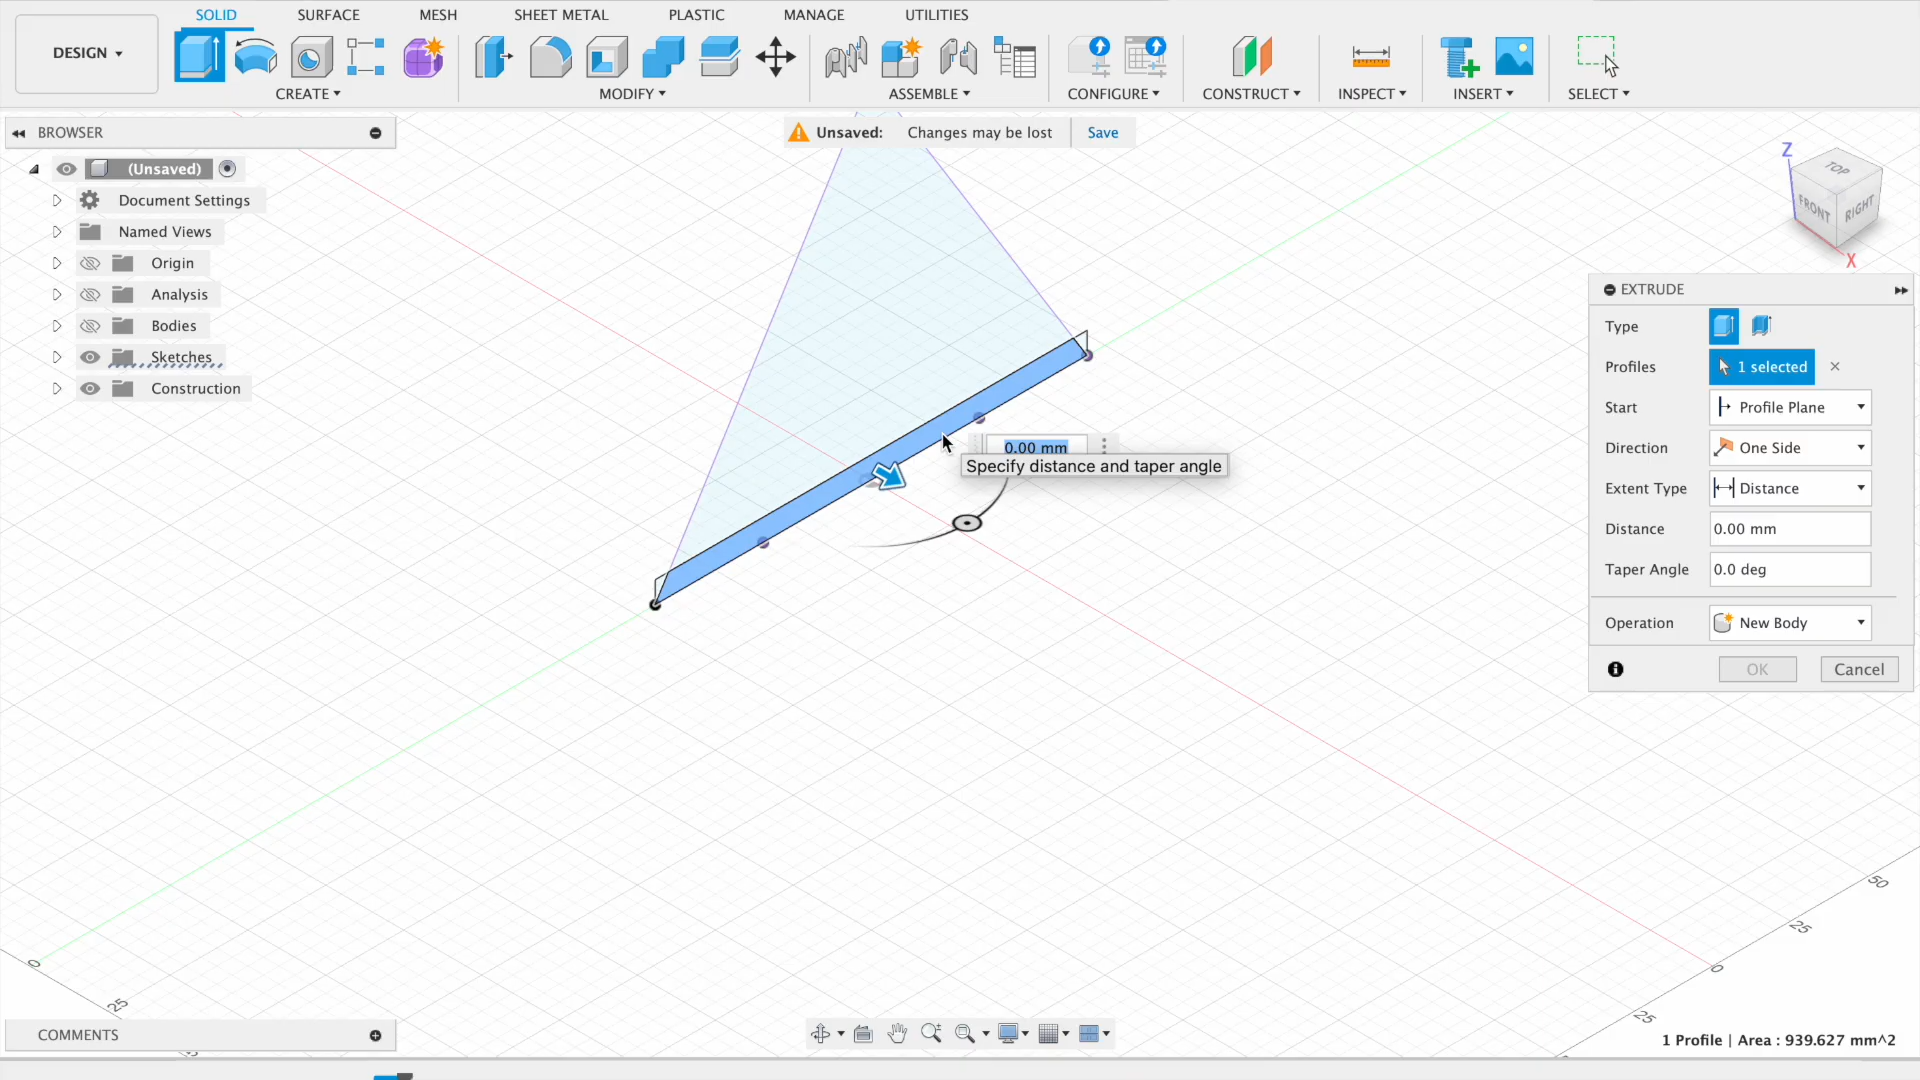 SOLID SURFACE MESH SHEET METAL PLASTIC MANAGE UTILITIES
DESIGN
CREATE MODIFY ASSEMBLE CONFIGURE CONSTRUCT INSPECT INSERT SELECT
BROWSER
Unsaved: Changes may be lost Save
(Unsaved)
Document Settings
Named Views
Origin
Analysis
Bodies
Sketches
Construction
Z
TOP
FRONT
RIGHT
X
EXTRUDE
Type
Profiles 1 selected
Start Profile Plane
Direction One Side
Extent Type Distance
Distance 0.00 mm
Taper Angle 0.0 deg
Operation New Body
OK Cancel
0.00 mm
Specify distance and taper angle
50
25
0
25
0
25
COMMENTS
1 Profile | Area : 939.627 mm^2